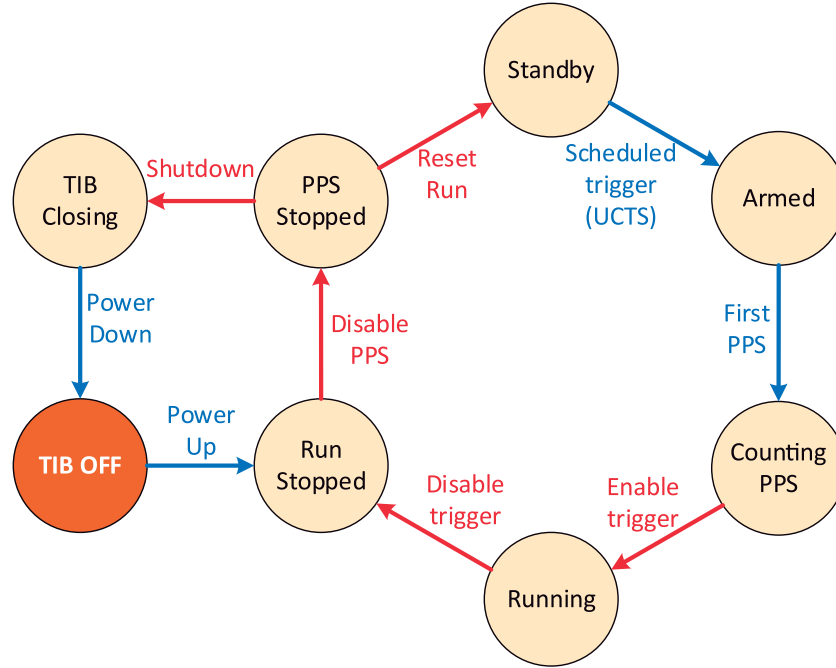 Standby
Shutdown
Reset
Run
Scheduled
trigger
(UCTS)
TIB
Closing
PPS
Stopped
Armed
Power
Down
Disable
PPS
First
PPS
Power
Up
TIB OFF
Run
Stopped
Disable
trigger
Enable
trigger
Counting
PPS
Running